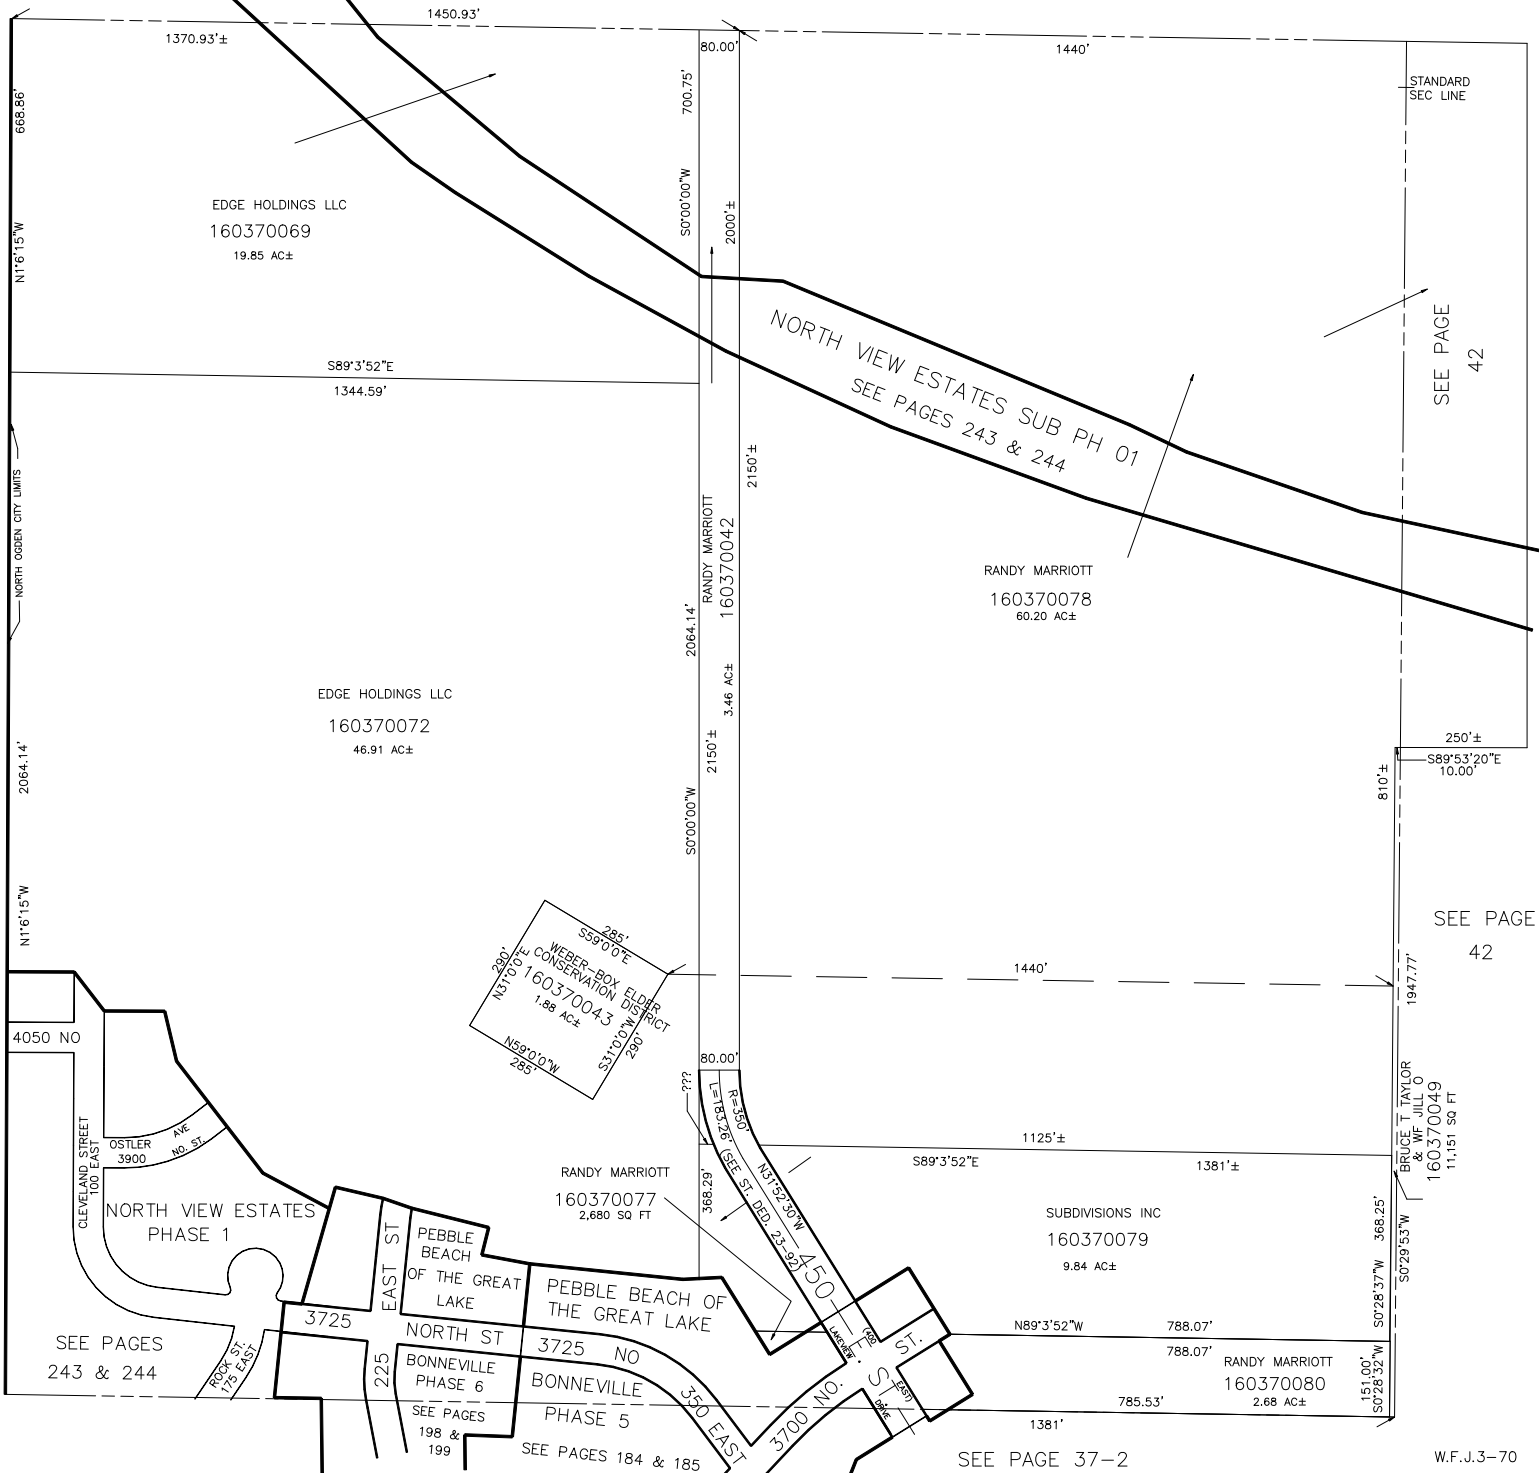 1450.93'
1370.93'±
80.00'
1440'
STANDARD
SEC LINE
668.86'
N1°6'15"W
700.75'
S0°00'00"W
2000'±
EDGE HOLDINGS LLC
160370069
19.85 AC±
S89°3'52"E
1344.59'
NORTH VIEW ESTATES SUB PH 01
SEE PAGES 243 & 244
SEE PAGE
42
NORTH OGDEN CITY LIMITS
2150'±
RANDY MARRIOTT
160370042
3.46 AC±
2064.14'
2150'±
S0°00'00"W
RANDY MARRIOTT
160370078
60.20 AC±
EDGE HOLDINGS LLC
160370072
46.91 AC±
2064.14'
N1°6'15"W
250'±
S89°53'20"E
10.00'
810'±
SEE PAGE
42
285'
S59°0'0"E
290'
N31°0'0"E
WEBER-BOX ELDER
CONSERVATION DISTRICT
160370043
1.88 AC±
S31°0'0"W
290'
N59°0'0"W
285'
1440'
1947.77'
4050 NO
CLEVELAND STREET
100 EAST
OSTLER AVE
3900 NO. ST.
NORTH VIEW ESTATES
PHASE 1
80.00'
???
L=183.26'
R=350'
(SEE ST. DED. 23-92)
N31°52'30"W
368.29'
1125'±
S89°3'52"E
1381'±
BRUCE T TAYLOR
& WF JILL O
160370049
11,151 SQ FT
RANDY MARRIOTT
160370077
2,680 SQ FT
SUBDIVISIONS INC
160370079
9.84 AC±
368.25'
S0°28'37"W
S0°29'53"W
EAST ST
225
PEBBLE
BEACH
OF THE GREAT
LAKE
PEBBLE BEACH OF
THE GREAT LAKE
450 E. ST.
(400 EAST)
LAKEVIEW DRIVE
ST.
3725 NORTH ST
3725 NO
N89°3'52"W
788.07'
788.07'
RANDY MARRIOTT
160370080
2.68 AC±
151.00'
S0°28'32"W
785.53'
1381'
SEE PAGES
243 & 244
ROCK ST.
175 EAST
BONNEVILLE
PHASE 6
SEE PAGES
198 &
199
BONNEVILLE
PHASE 5
SEE PAGES 184 & 185
350 EAST
3700 NO.
SEE PAGE 37-2
W.F.J.3-70